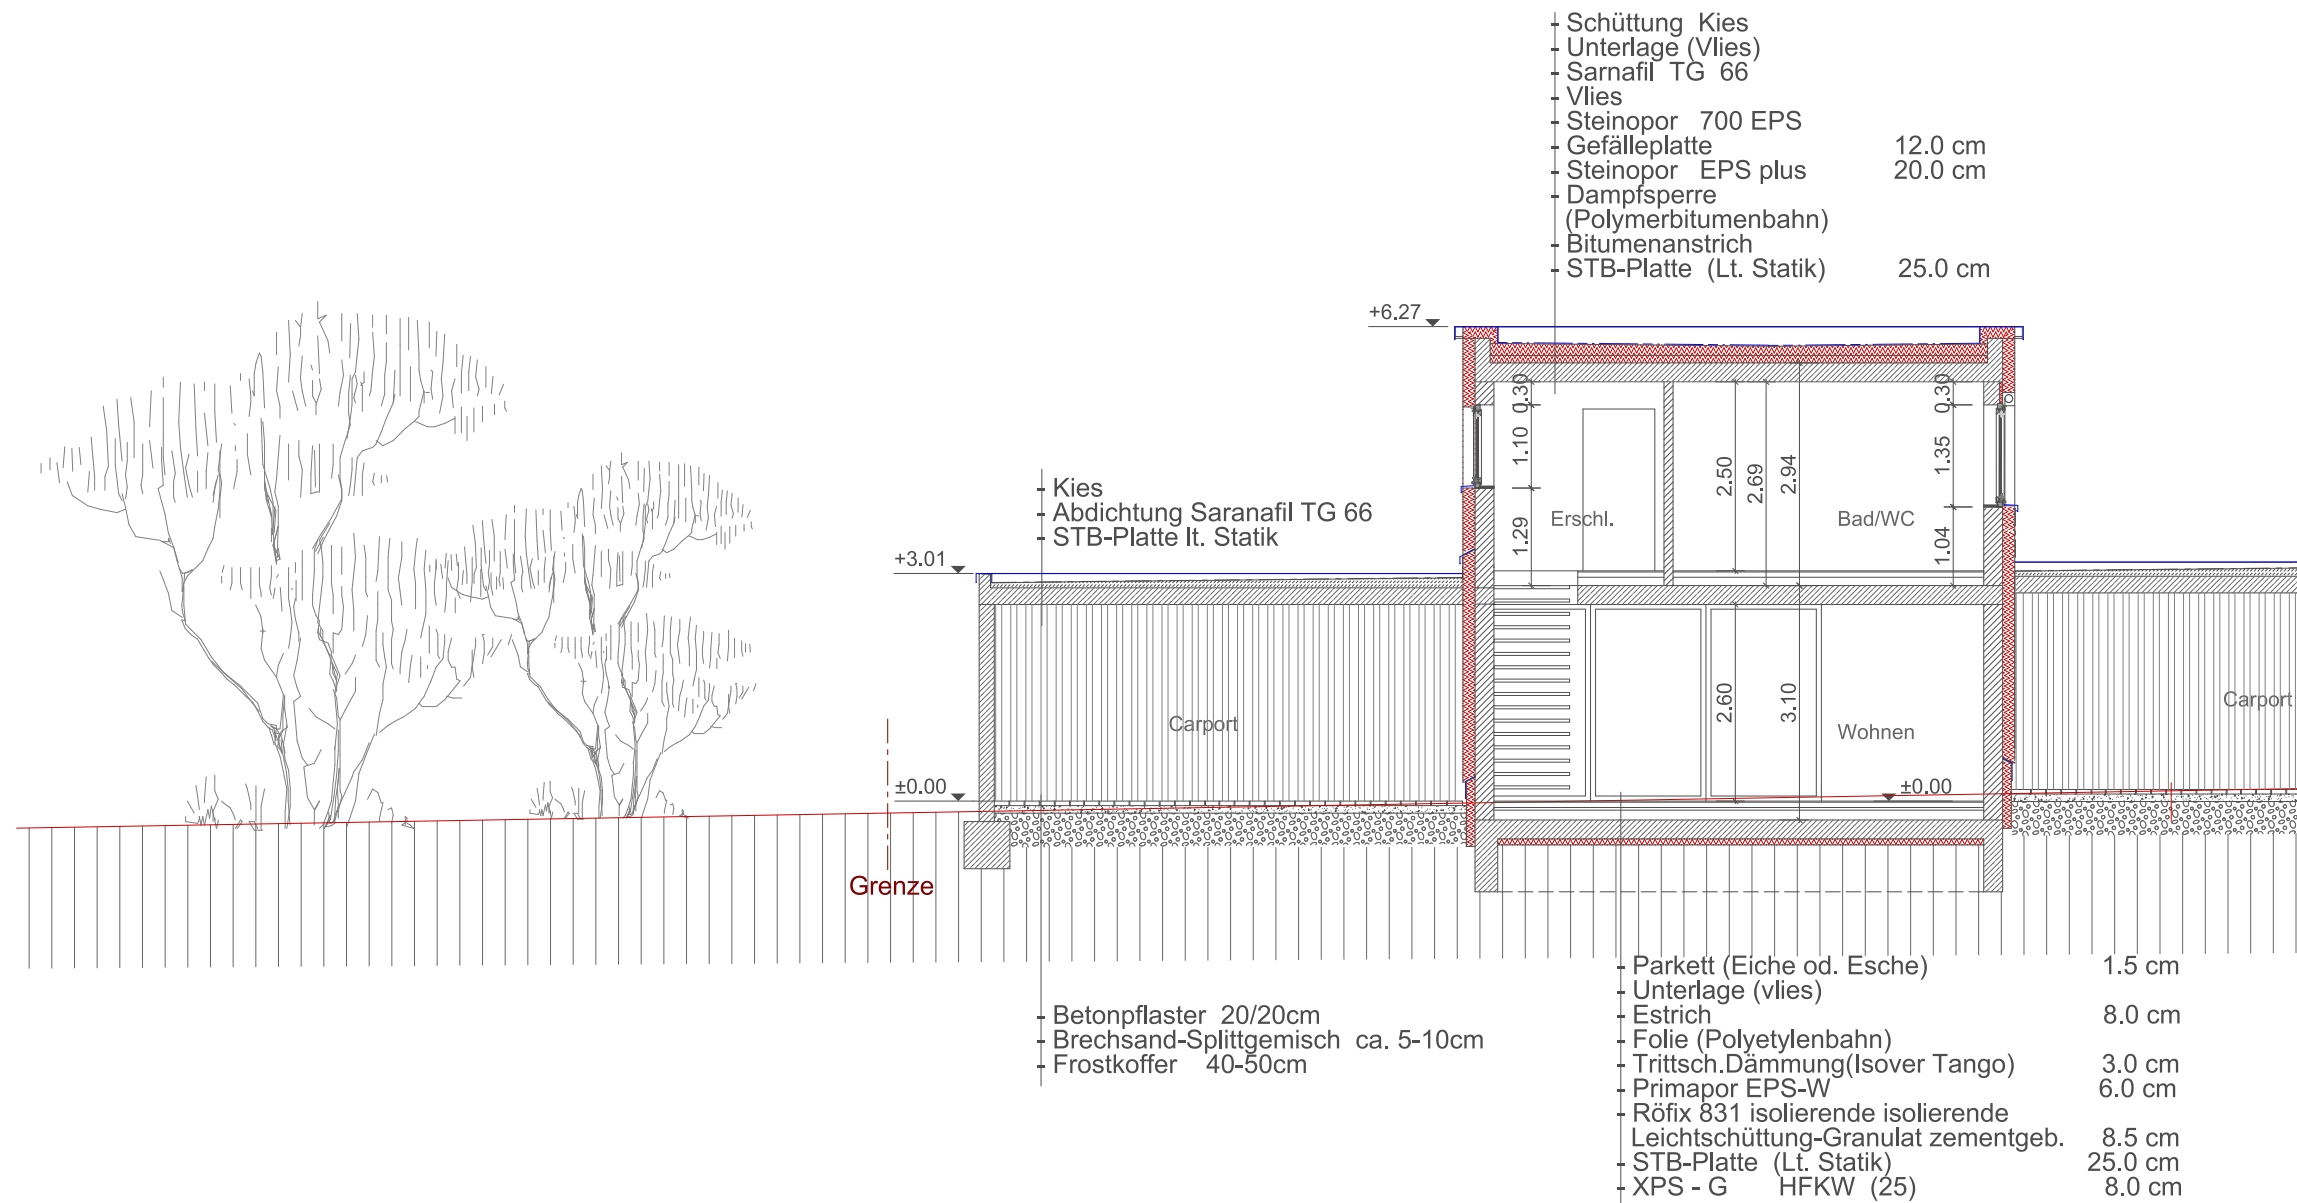 Schüttung Kies
Unterlage (Vlies)
Sarnafil TG 66
Vlies
Steinopor 700 EPS
Gefälleplatte 12.0 cm
Steinopor EPS plus 20.0 cm
Dampfsperre
(Polymerbitumenbahn)
Bitumenanstrich
STB-Platte (Lt. Statik) 25.0 cm
+6.27
0.30
1.10
1.29
2.50
2.69
2.94
0.30
1.35
1.04
Erschl.
Bad/WC
Kies
Abdichtung Saranafil TG 66
STB-Platte lt. Statik
+3.01
Carport
2.60
3.10
Wohnen
Carport
±0.00
±0.00
Grenze
Betonpflaster 20/20cm
Brechsand-Splittgemisch ca. 5-10cm
Frostkoffer 40-50cm
Parkett (Eiche od. Esche) 1.5 cm
Unterlage (vlies)
Estrich 8.0 cm
Folie (Polyetylenbahn)
Trittsch.Dämmung(Isover Tango) 3.0 cm
Primapor EPS-W 6.0 cm
Röfix 831 isolierende isolierende
Leichtschüttung-Granulat zementgeb. 8.5 cm
STB-Platte (Lt. Statik) 25.0 cm
XPS - G HFKW (25) 8.0 cm